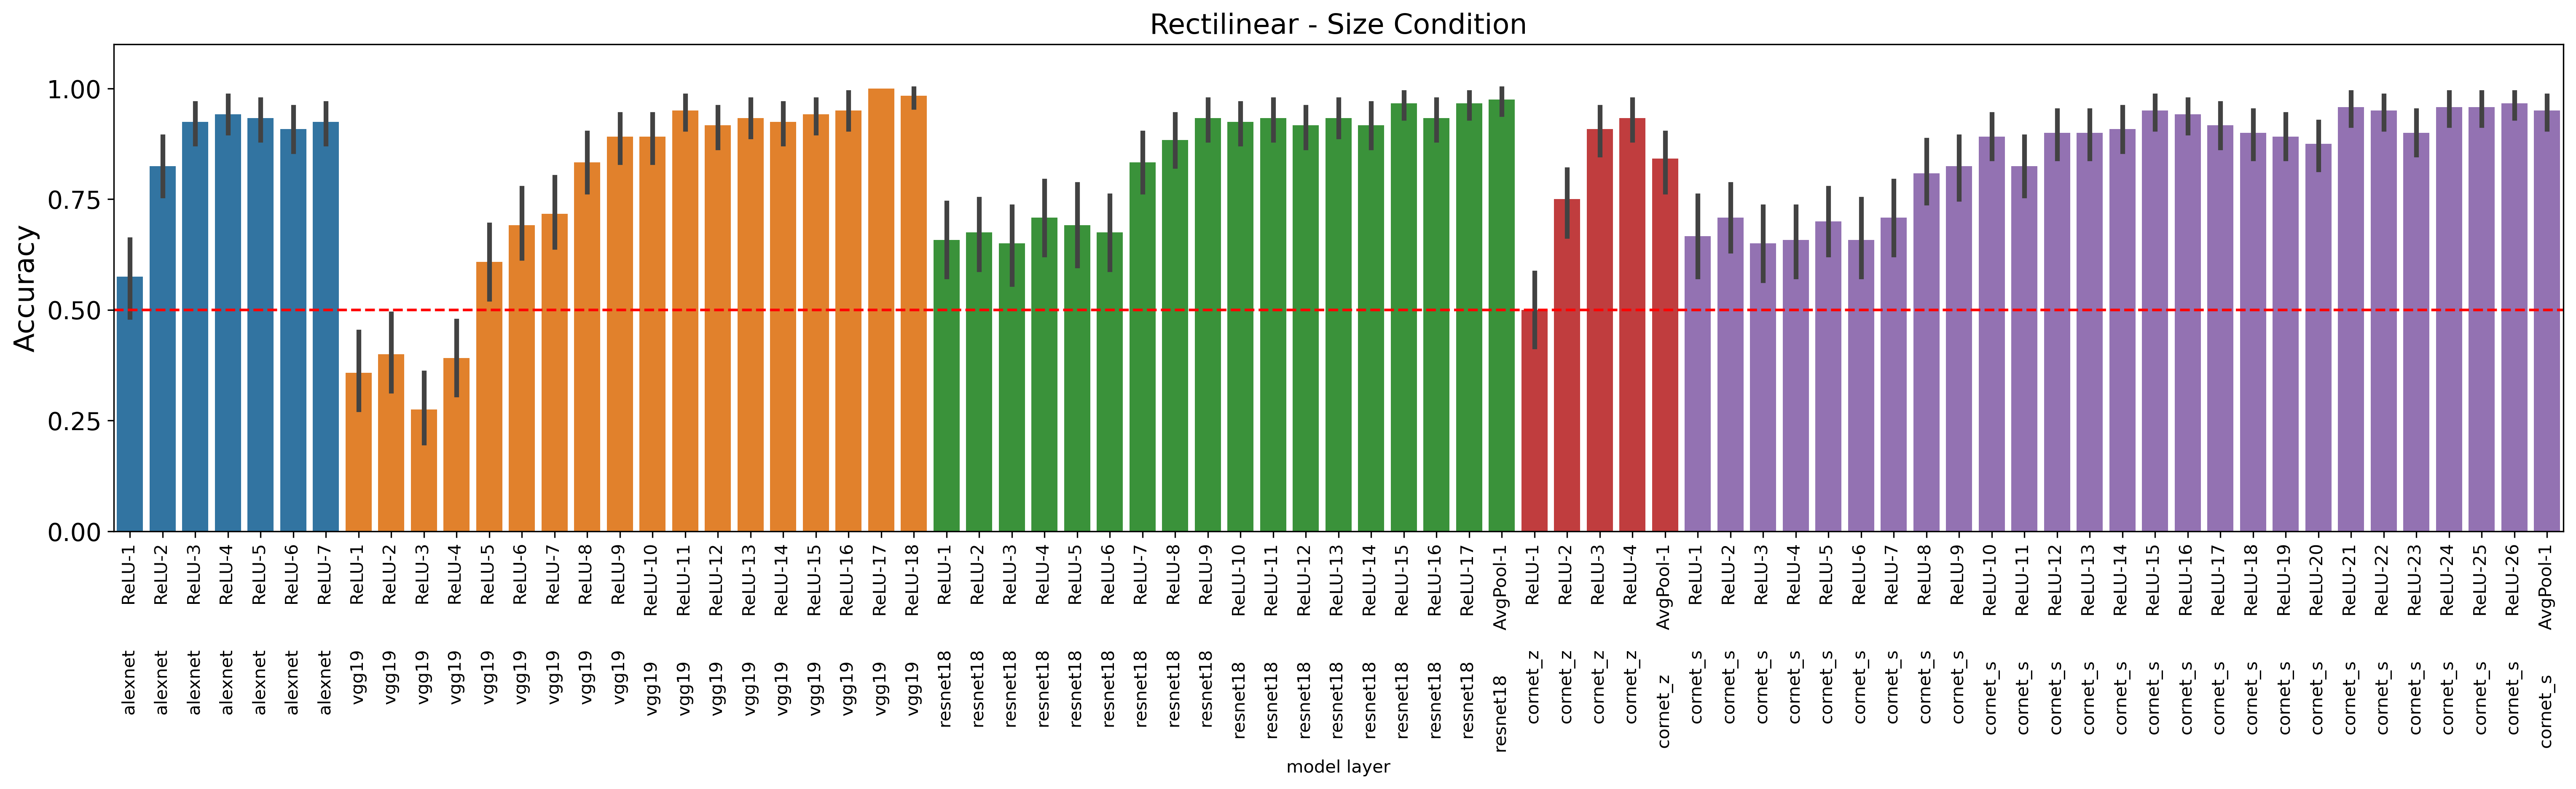 Rectilinear - Size Condition
Accuracy
1.00
0.75
0.50
0.25
0.00
ReLU-1 alexnet
ReLU-2 alexnet
ReLU-3 alexnet
ReLU-4 alexnet
ReLU-5 alexnet
ReLU-6 alexnet
ReLU-7 alexnet
ReLU-1 vgg19
ReLU-2 vgg19
ReLU-3 vgg19
ReLU-4 vgg19
ReLU-5 vgg19
ReLU-6 vgg19
ReLU-7 vgg19
ReLU-8 vgg19
ReLU-9 vgg19
ReLU-10 vgg19
ReLU-11 vgg19
ReLU-12 vgg19
ReLU-13 vgg19
ReLU-14 vgg19
ReLU-15 vgg19
ReLU-16 vgg19
ReLU-17 vgg19
ReLU-18 vgg19
ReLU-1 resnet18
ReLU-2 resnet18
ReLU-3 resnet18
ReLU-4 resnet18
ReLU-5 resnet18
ReLU-6 resnet18
ReLU-7 resnet18
ReLU-8 resnet18
ReLU-9 resnet18
ReLU-10 resnet18
ReLU-11 resnet18
ReLU-12 resnet18
ReLU-13 resnet18
ReLU-14 resnet18
ReLU-15 resnet18
ReLU-16 resnet18
ReLU-17 resnet18
AvgPool-1 resnet18
ReLU-1 cornet_z
ReLU-2 cornet_z
ReLU-3 cornet_z
ReLU-4 cornet_z
AvgPool-1 cornet_z
ReLU-1 cornet_s
ReLU-2 cornet_s
ReLU-3 cornet_s
ReLU-4 cornet_s
ReLU-5 cornet_s
ReLU-6 cornet_s
ReLU-7 cornet_s
ReLU-8 cornet_s
ReLU-9 cornet_s
ReLU-10 cornet_s
ReLU-11 cornet_s
ReLU-12 cornet_s
ReLU-13 cornet_s
ReLU-14 cornet_s
ReLU-15 cornet_s
ReLU-16 cornet_s
ReLU-17 cornet_s
ReLU-18 cornet_s
ReLU-19 cornet_s
ReLU-20 cornet_s
ReLU-21 cornet_s
ReLU-22 cornet_s
ReLU-23 cornet_s
ReLU-24 cornet_s
ReLU-25 cornet_s
ReLU-26 cornet_s
AvgPool-1 cornet_s
model layer